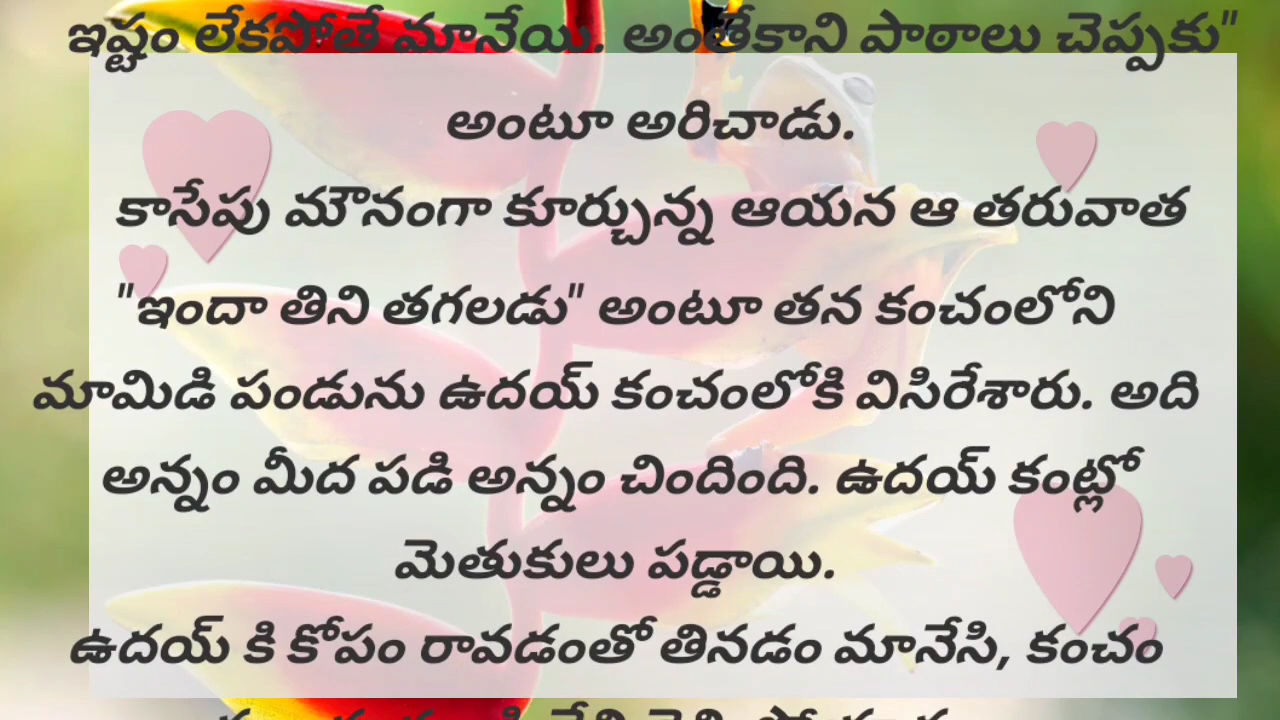 ఇష్టం లేకపోతే మానేయి. అంతేకాని పాఠాలు చెప్పకు"
అంటూ అరిచాడు.
కాసేపు మౌనంగా కూర్చున్న ఆయన ఆ తరువాత
"ఇందా తిని తగలడు" అంటూ తన కంచంలోని
మామిడి పండును ఉదయ్ కంచంలోకి విసిరేశారు. అది
అన్నం మీద పడి అన్నం చిందింది. ఉదయ్ కంట్లో
మెతుకులు పడ్డాయి.
ఉదయ్ కి కోపం రావడంతో తినడం మానేసి, కంచం